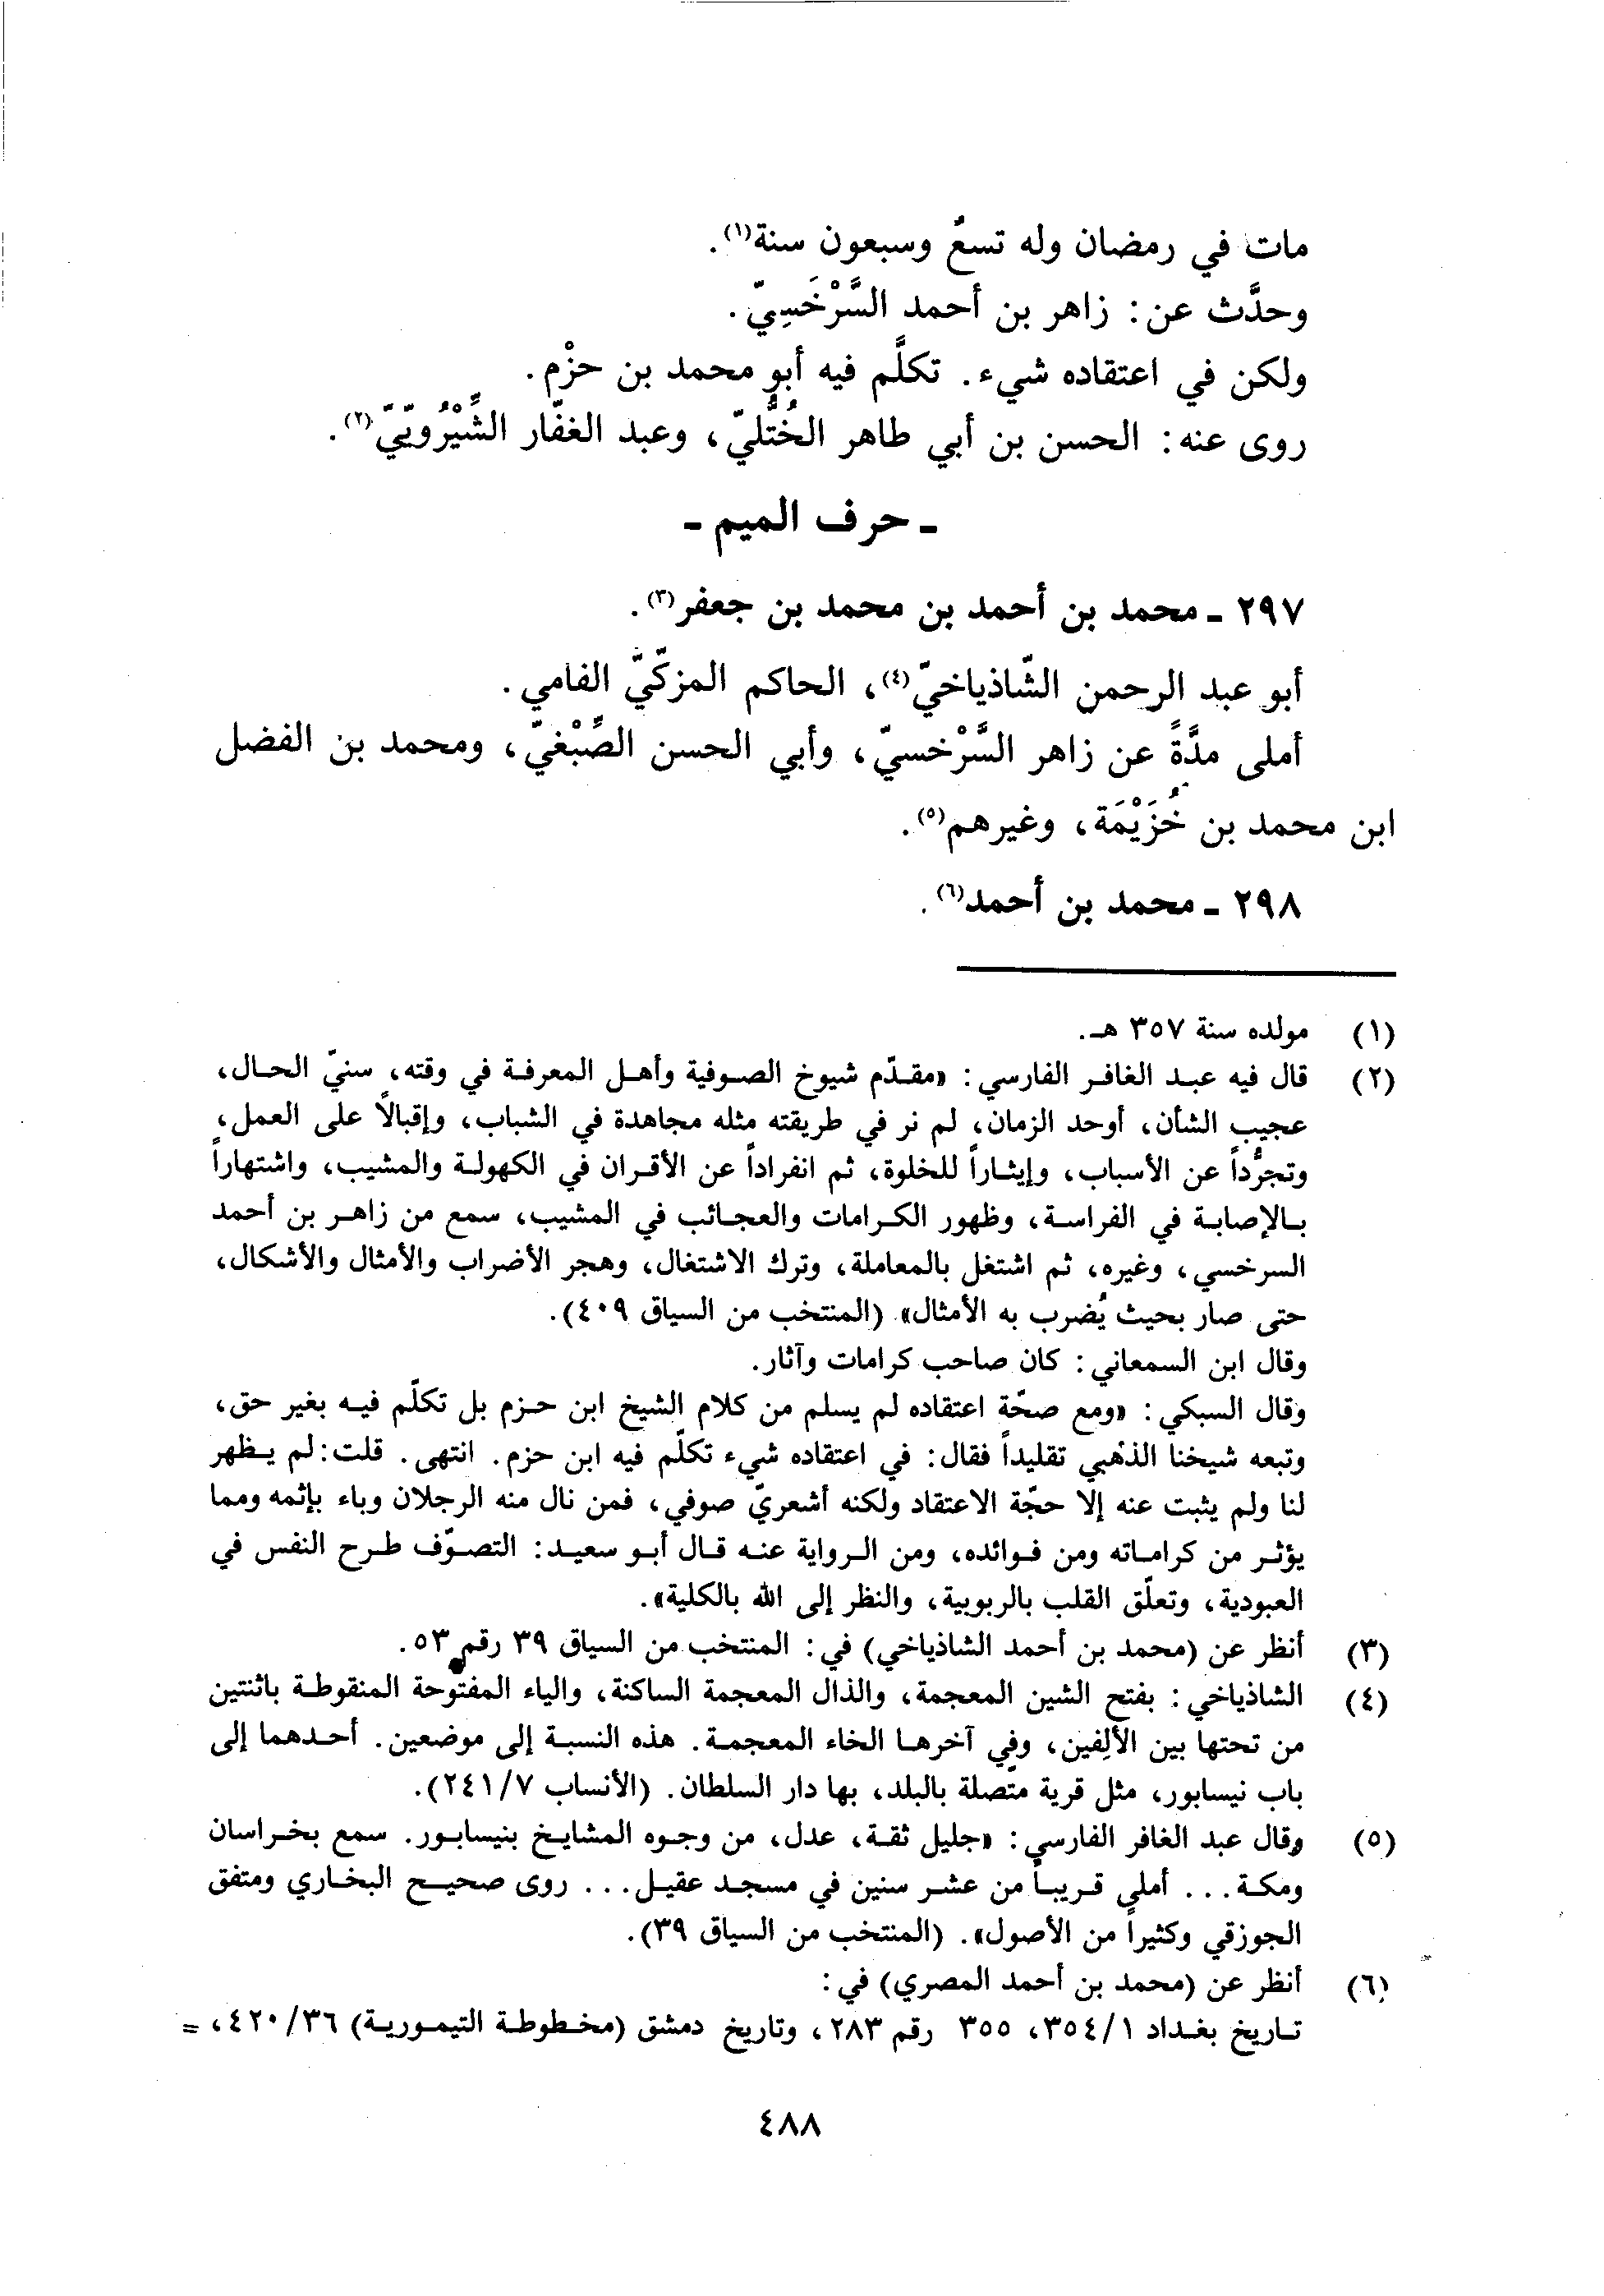 مات في رمضان وله تسعٌ وسبعون سنة(١).
وحدَّث عن: زاهر بن أحمد السَّرْخَسِيّ.
ولكن في اعتقاده شيء. تكلَّم فيه أبو محمد بن حزْم.
روى عنه: الحسن بن أبي طاهر الخُتُّليّ، وعبد الغفّار الشِّيْرُويّيّ(٢).
ـ حرف الميم ـ
٢٩٧ ـ محمد بن أحمد بن محمد بن جعفر(٣).
أبو عبد الرحمن الشّاذياخيّ(٤)، الحاكم المزكّيّ الفامي.
أملى مدَّةً عن زاهر السَّرْخسيّ، وأبي الحسن الصِّبْغيّ، ومحمد بن الفضل
ابن محمد بن خُزَيْمَة، وغيرهم(٥).
٢٩٨ ـ محمد بن أحمد(٦).
(١) مولده سنة ٣٥٧ هـ.
(٢) قال فيه عبد الغافر الفارسي: «مقدّم شيوخ الصوفية وأهل المعرفة في وقته، سنيّ الحال،
عجيب الشأن، أوحد الزمان، لم نر في طريقته مثله مجاهدة في الشباب، وإقبالاً على العمل،
وتجرُّداً عن الأسباب، وإيثاراً للخلوة، ثم انفراداً عن الأقران في الكهولة والمشيب، واشتهاراً
بالإصابة في الفراسة، وظهور الكرامات والعجائب في المشيب، سمع من زاهر بن أحمد
السرخسي، وغيره، ثم اشتغل بالمعاملة، وترك الاشتغال، وهجر الأضراب والأمثال والأشكال،
حتى صار بحيث يُضرب به الأمثال» (المنتخب من السياق ٤٠٩).
وقال ابن السمعاني: كان صاحب كرامات وآثار.
وقال السبكي: «ومع صحّة اعتقاده لم يسلم من كلام الشيخ ابن حزم بل تكلّم فيه بغير حق،
وتبعه شيخنا الذهبي تقليداً فقال: في اعتقاده شيء تكلّم فيه ابن حزم. انتهى. قلت: لم يظهر
لنا ولم يثبت عنه إلا حجّة الاعتقاد ولكنه أشعريّ صوفي، فمن نال منه الرجلان وباء بإثمه ومما
يؤثر من كراماته ومن فوائده، ومن الرواية عنه قال أبو سعيد: التصوّف طرح النفس في
العبودية، وتعلّق القلب بالربوبية، والنظر إلى الله بالكلية».
(٣) أنظر عن (محمد بن أحمد الشاذياخي) في: المنتخب من السياق ٣٩ رقم ٥٣.
(٤) الشاذياخي: بفتح الشين المعجمة، والذال المعجمة الساكنة، والياء المفتوحة المنقوطة باثنتين
من تحتها بين الألِفين، وفي آخرها الخاء المعجمة. هذه النسبة إلى موضعين. أحدهما إلى
باب نيسابور، مثل قرية متّصلة بالبلد، بها دار السلطان. (الأنساب ٢٤١/٧).
(٥) وقال عبد الغافر الفارسي: «جليل ثقة، عدل، من وجوه المشايخ بنيسابور. سمع بخراسان
ومكة... أملى قريباً من عشر سنين في مسجد عقيل... روى صحيح البخاري ومتفق
الجوزقي وكثيراً من الأصول». (المنتخب من السياق ٣٩).
(٦) أنظر عن (محمد بن أحمد المصري) في:
تاريخ بغداد ٣٥٤/١، ٣٥٥ رقم ٢٨٣، وتاريخ دمشق (مخطوطة التيمورية) ٤٢٠/٣٦، =
٤٨٨